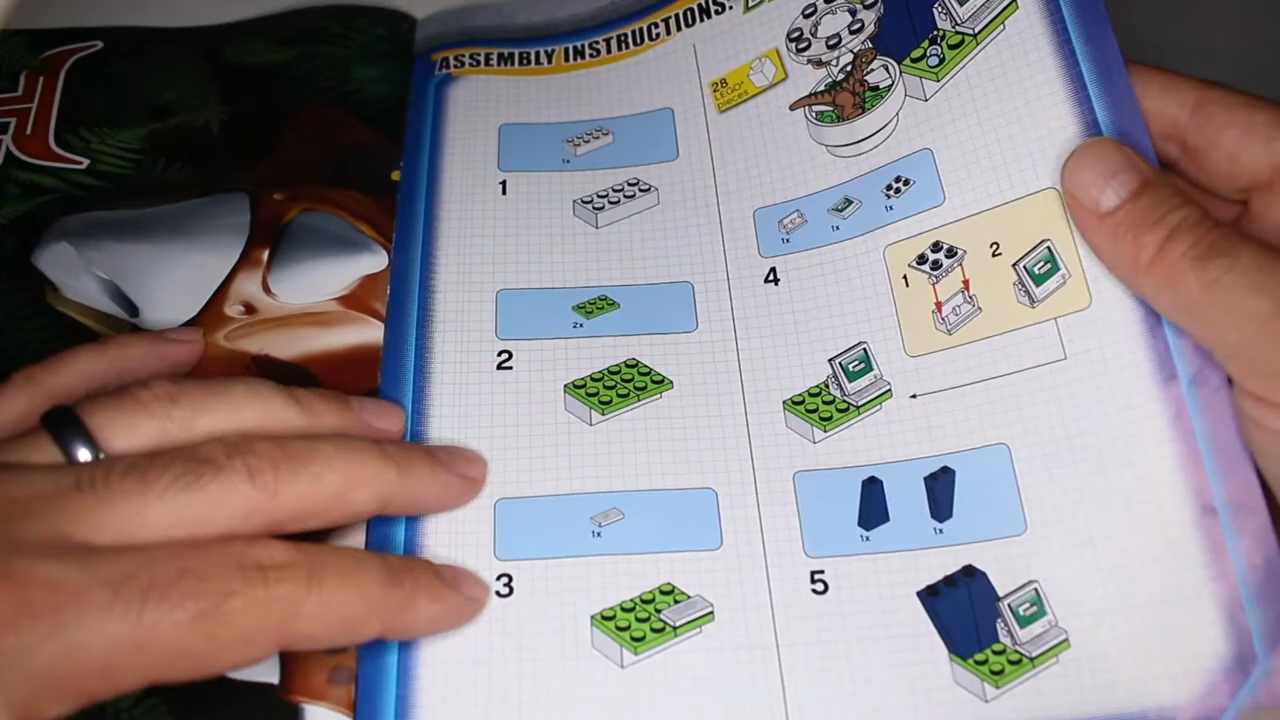 ASSEMBLY INSTRUCTIONS:
28
LEGO®
pieces
1x
1
2x
2
1x
3
1x
1x
1x
4
1
2
1x
1x
5